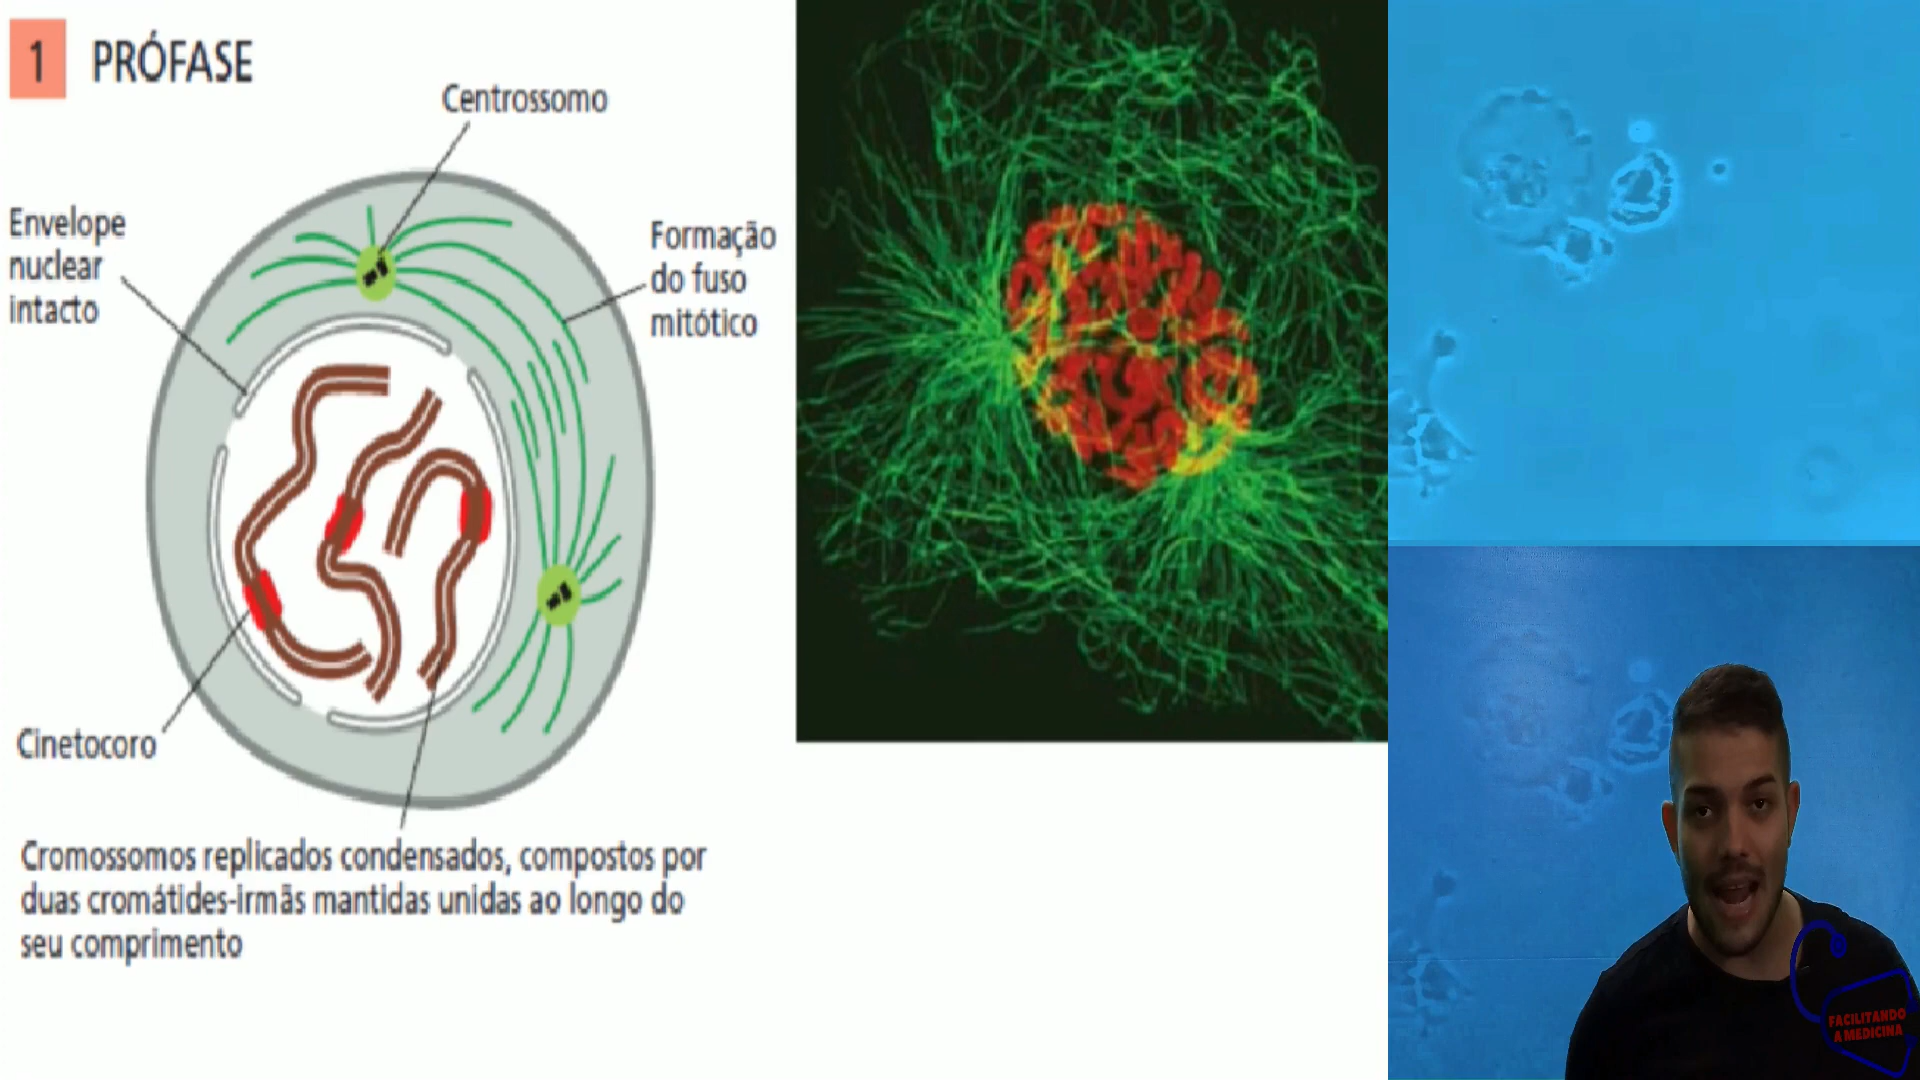 1 PRÓFASE
Centrossomo
Envelope
nuclear
intacto
Formação
do fuso
mitótico
Cinetocoro
Cromossomos replicados condensados, compostos por
duas cromátides-irmãs mantidas unidas ao longo do
seu comprimento
FACILITANDO
A MEDICINA